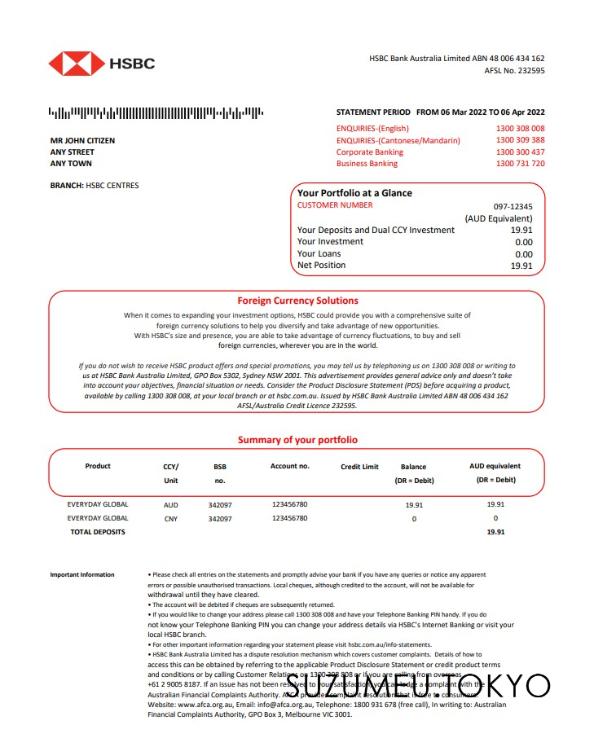 HSBC
HSBC Bank Australia Limited ABN 48 006 434 162
AFSL No. 232595
STATEMENT PERIOD FROM 06 Mar 2022 TO 06 Apr 2022
ENQUIRIES-(English) 1300 308 008
ENQUIRIES-(Cantonese/Mandarin) 1300 309 388
Corporate Banking 1300 300 437
Business Banking 1300 731 720
MR JOHN CITIZEN
ANY STREET
ANY TOWN
BRANCH: HSBC CENTRES
Your Portfolio at a Glance
CUSTOMER NUMBER 097-12345
(AUD Equivalent)
Your Deposits and Dual CCY Investment 19.91
Your Investment 0.00
Your Loans 0.00
Net Position 19.91
Foreign Currency Solutions
When it comes to expanding your investment options, HSBC could provide you with a comprehensive suite of
foreign currency solutions to help you diversify and take advantage of new opportunities.
With HSBC's size and presence, you are able to take advantage of currency fluctuations, to buy and sell
foreign currencies, wherever you are in the world.
If you do not wish to receive HSBC product offers and special promotions, you may tell us by telephoning us on 1300 308 008 or writing to
us at HSBC Bank Australia Limited, GPO Box 5302, Sydney NSW 2001. This advertisement provides general advice only and doesn't take
into account your objectives, financial situation or needs. Consider the Product Disclosure Statement (PDS) before acquiring a product,
available by calling 1300 308 008, at your local branch or at hsbc.com.au. Issued by HSBC Bank Australia Limited ABN 48 006 434 162
AFSL/Australia Credit Licence 232595.
Summary of your portfolio
Product CCY/ BSB Account no. Credit Limit Balance AUD equivalent
Unit no. (DR = Debit) (DR = Debit)
EVERYDAY GLOBAL AUD 342097 123456780 19.91 19.91
EVERYDAY GLOBAL CNY 342097 123456780 0 0
TOTAL DEPOSITS 19.91
Important Information • Please check all entries on the statements and promptly advise your bank if you have any queries or notice any apparent
errors or possible unauthorised transactions. Local cheques, although credited to the account, will not be available for
withdrawal until they have cleared.
• The account will be debited if cheques are subsequently returned.
• If you would like to change your address please call 1300 308 008 and have your Telephone Banking PIN handy. If you do
not know your Telephone Banking PIN you can change your address details via HSBC's Internet Banking or visit your
local HSBC branch.
• For other important information regarding your statement please visit hsbc.com.au/info-statements.
• HSBC Bank Australia Limited has a dispute resolution mechanism which covers customer complaints. Details of how to
access this can be obtained by referring to the applicable Product Disclosure Statement or credit product terms
and conditions or by calling Customer Relations on 1300 308 008 or if you are calling from overseas
+61 2 9005 8187. If an issue has not been resolved to your satisfaction, you can lodge a complaint with the
Australian Financial Complaints Authority. AFCA provides complaint resolution that is free to consumers.
Website: www.afca.org.au, Email: info@afca.org.au, Telephone: 1800 931 678 (free call), In writing to: Australian
Financial Complaints Authority, GPO Box 3, Melbourne VIC 3001.
SUZUMEU.TOKYO